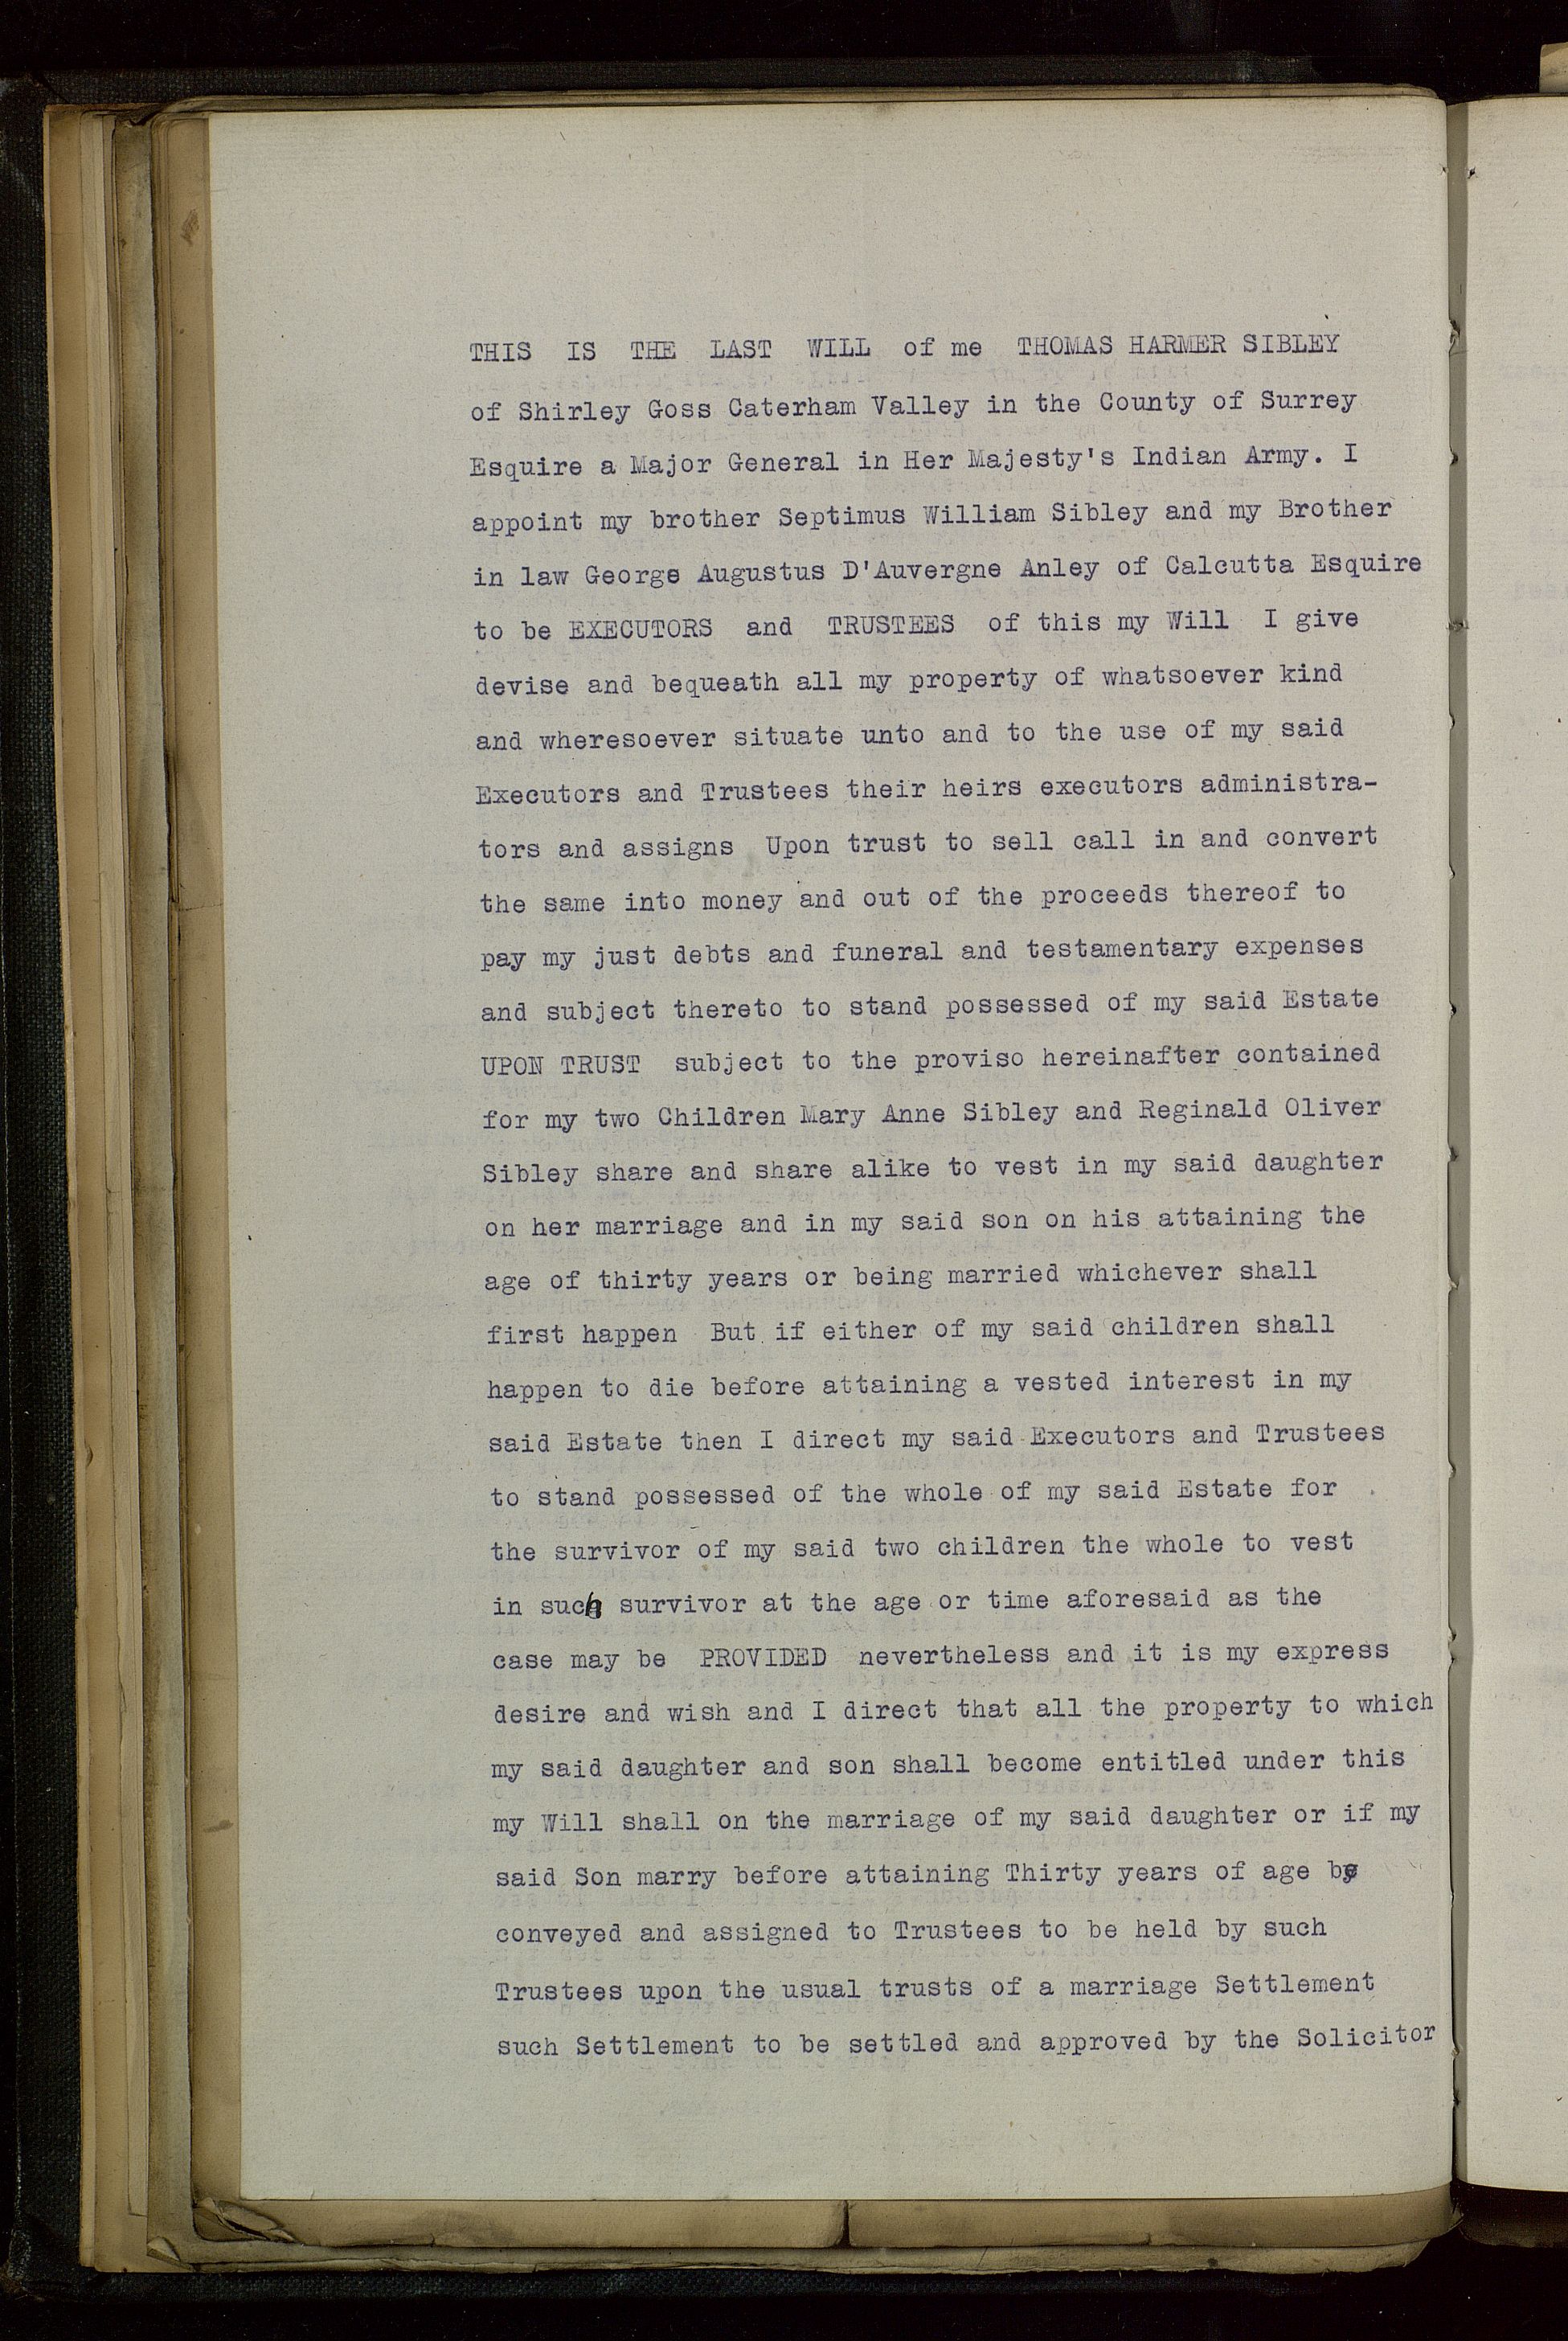 THIS IS THE LAST WILL of me THOMAS HARMER SIBLEY
of Shirley Goss Caterham Valley in the County of Surrey
Esquire a Major General in Her Majesty's Indian Army. I
appoint my brother Septimus William Sibley and my Brother
in law George Augustus D'Auvergne Anley of Calcutta Esquire
to be EXECUTORS and TRUSTEES of this my Will I give
devise and bequeath all my property of whatsoever kind
and wheresoever situate unto and to the use of my said
Executors and Trustees their heirs executors administra-
tors and assigns Upon trust to sell call in and convert
the same into money and out of the proceeds thereof to
pay my just debts and funeral and testamentary expenses
and subject thereto to stand possessed of my said Estate
UPON TRUST subject to the proviso hereinafter contained
for my two Children Mary Anne Sibley and Reginald Oliver
Sibley share and share alike to vest in my said daughter
on her marriage and in my said son on his attaining the
age of thirty years or being married whichever shall
first happen But if either of my said children shall
happen to die before attaining a vested interest in my
said Estate then I direct my said Executors and Trustees
to stand possessed of the whole of my said Estate for
the survivor of my said two children the whole to vest
in such survivor at the age or time aforesaid as the
case may be PROVIDED nevertheless and it is my express
desire and wish and I direct that all the property to which
my said daughter and son shall become entitled under this
my Will shall on the marriage of my said daughter or if my
said Son marry before attaining Thirty years of age be
conveyed and assigned to Trustees to be held by such
Trustees upon the usual trusts of a marriage Settlement
such Settlement to be settled and approved by the Solicitor